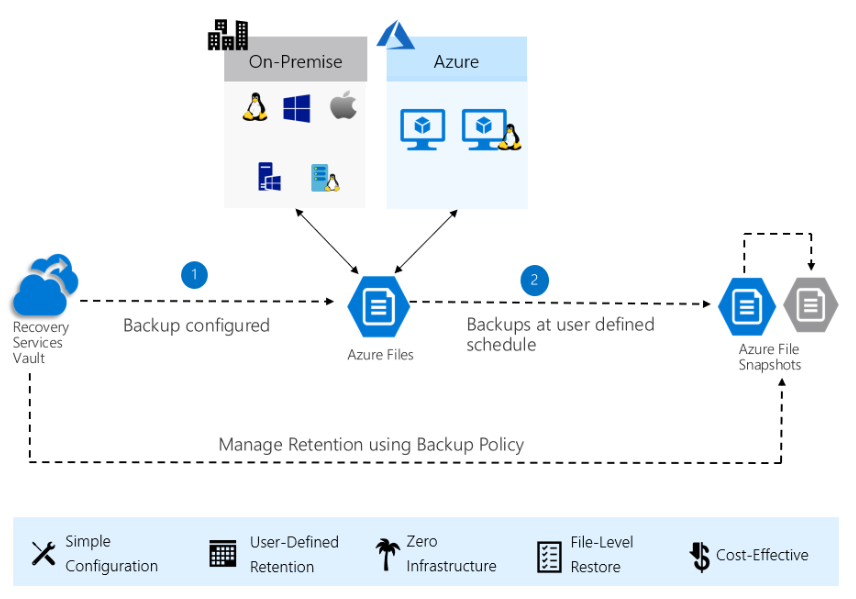 On-Premise
Azure
1
2
Recovery
Services
Vault
Backup configured
Azure Files
Backups at user defined
schedule
Azure File
Snapshots
Manage Retention using Backup Policy
Simple
Configuration
User-Defined
Retention
Zero
Infrastructure
File-Level
Restore
Cost-Effective